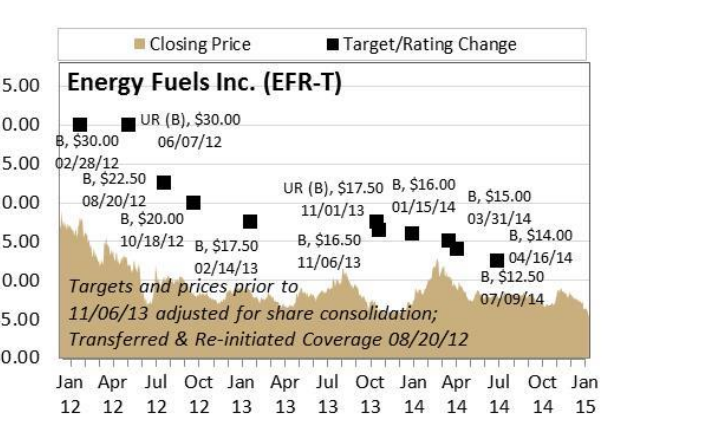 Closing Price Target/Rating Change
Energy Fuels Inc. (EFR-T)
5.00
0.00
5.00
0.00
5.00
0.00
5.00
0.00
B, $30.00
02/28/12
UR (B), $30.00
06/07/12
B, $22.50
08/20/12
B, $20.00
10/18/12
B, $17.50
02/14/13
UR (B), $17.50
11/01/13
B, $16.50
11/06/13
B, $16.00
01/15/14
B, $15.00
03/31/14
B, $14.00
04/16/14
B, $12.50
07/09/14
Targets and prices prior to
11/06/13 adjusted for share consolidation;
Transferred & Re-initiated Coverage 08/20/12
Jan Apr Jul Oct Jan Apr Jul Oct Jan Apr Jul Oct Jan
12 12 12 12 13 13 13 13 14 14 14 14 15